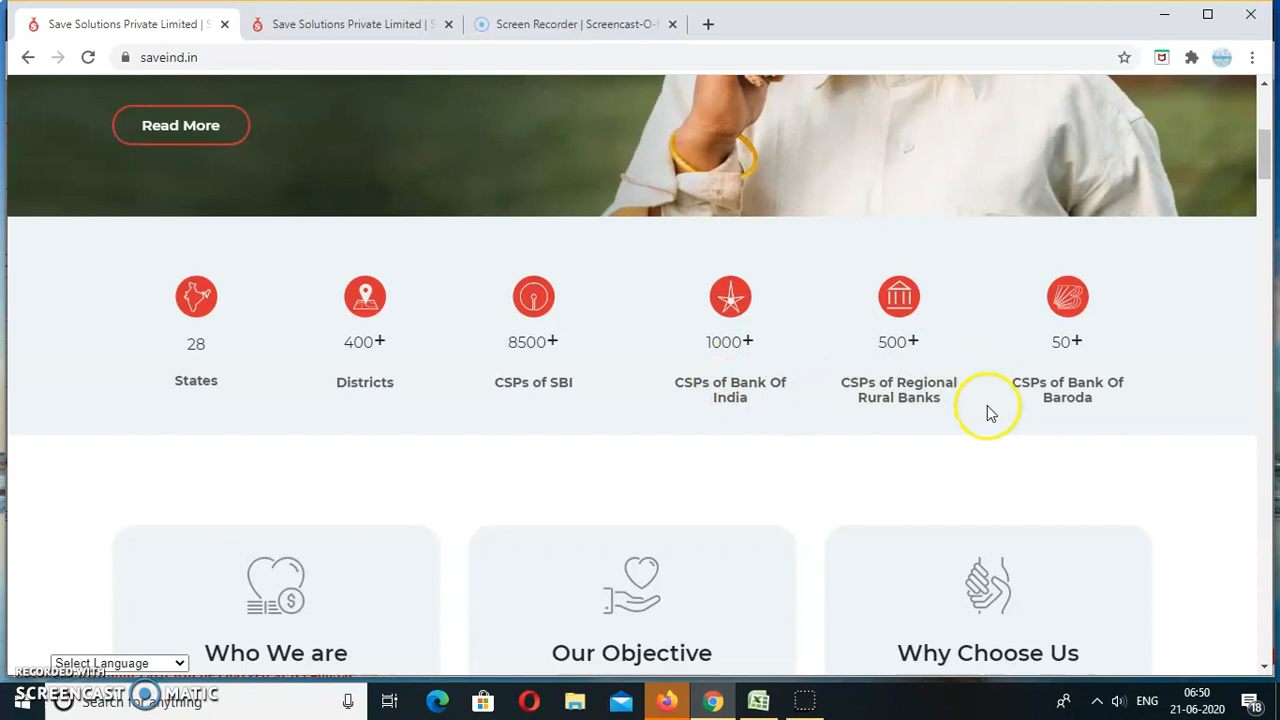 Save Solutions Private Limited | S
Save Solutions Private Limited | S
Screen Recorder | Screencast-O-
saveind.in
Read More
28
400+
8500+
1000+
500+
50+
States
Districts
CSPs of SBI
CSPs of Bank Of
India
CSPs of Regional
Rural Banks
CSPs of Bank Of
Baroda
Who We are
Our Objective
Why Choose Us
Select Language
RECORDED WITH
SCREENCAST MATIC
Search for anything
ENG
06:50
21-06-2020
18